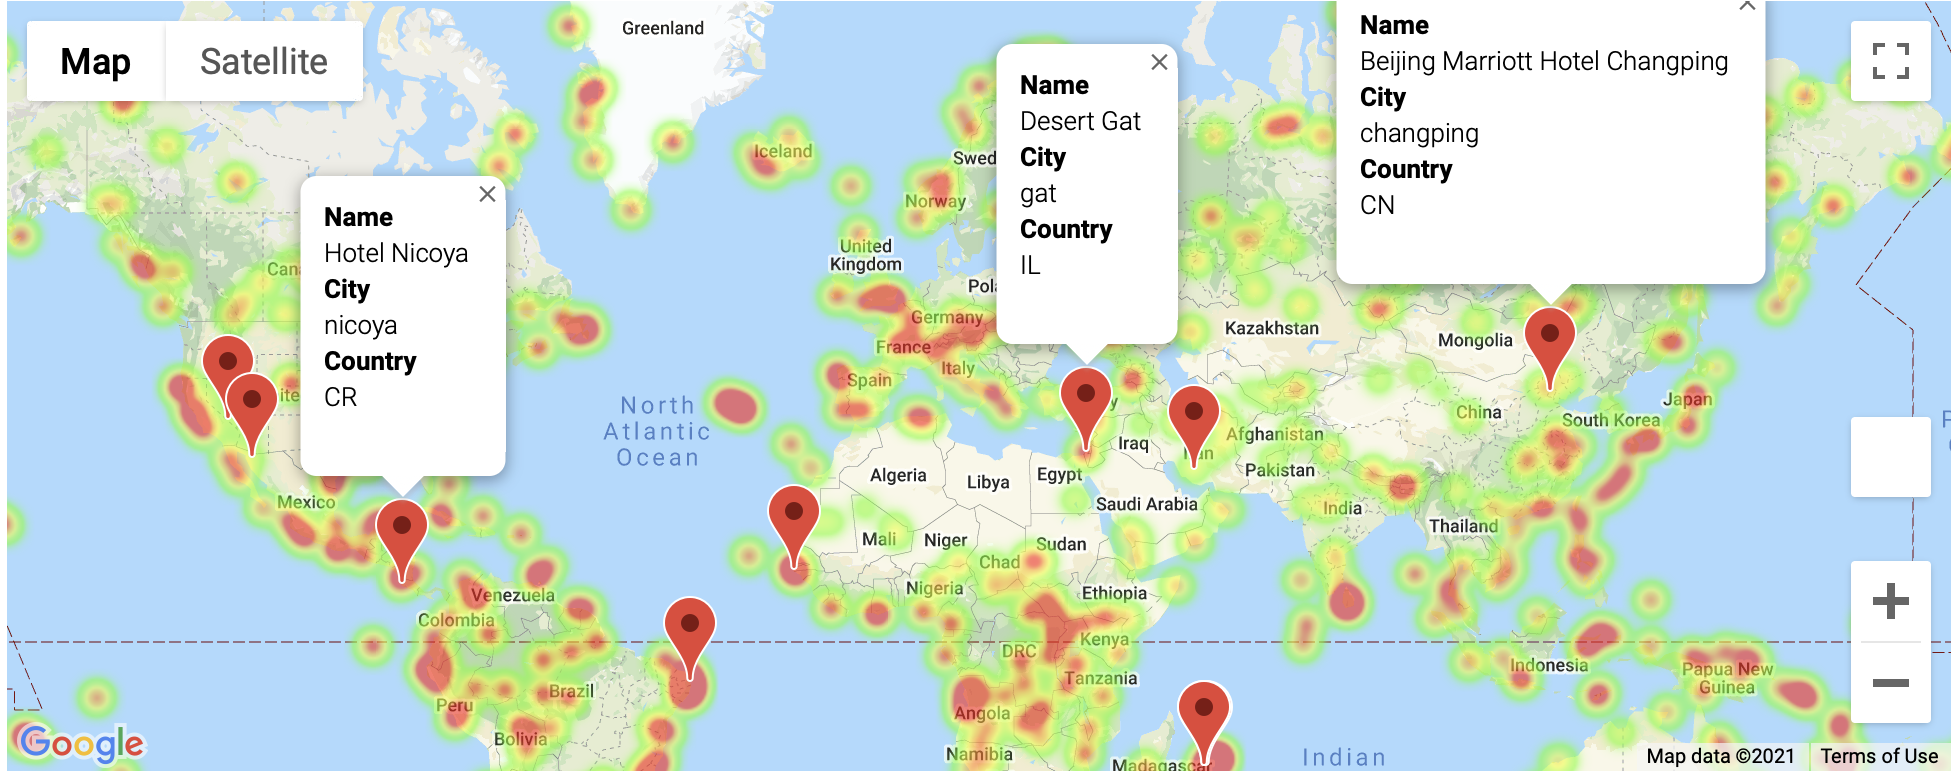 Map
Satellite
Greenland
Iceland
Swed
Norway
United
Kingdom
Pola
Germany
France
Italy
Spain
Name
Hotel Nicoya
City
nicoya
Country
CR
Name
Desert Gat
City
gat
Country
IL
Name
Beijing Marriott Hotel Changping
City
changping
Country
CN
Kazakhstan
Mongolia
China
South Korea
Japan
Afghanistan
Iraq
Iran
Pakistan
India
Thailand
Algeria
Libya
Egypt
Saudi Arabia
Mali
Niger
Chad
Sudan
Nigeria
Ethiopia
Kenya
DRC
Tanzania
Angola
Namibia
Madagascar
North
Atlantic
Ocean
Can
ite
Mexico
Venezuela
Colombia
Brazil
Peru
Bolivia
Indonesia
Papua New
Guinea
Indian
Google
Map data ©2021
Terms of Use